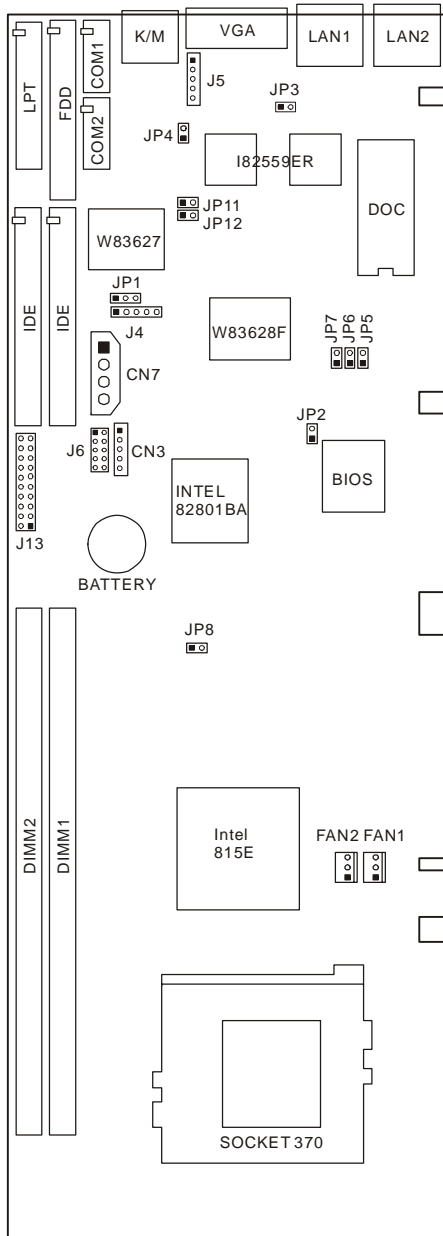 K/M
VGA
LAN1
LAN2
LPT
FDD
COM1
COM2
J5
JP3
JP4
I82559ER
DOC
JP11
JP12
W83627
IDE
IDE
JP1
J4
W83628F
JP7
JP6
JP5
CN7
JP2
J6
CN3
BIOS
INTEL
82801BA
J13
BATTERY
JP8
DIMM2
DIMM1
Intel
815E
FAN2
FAN1
SOCKET 370